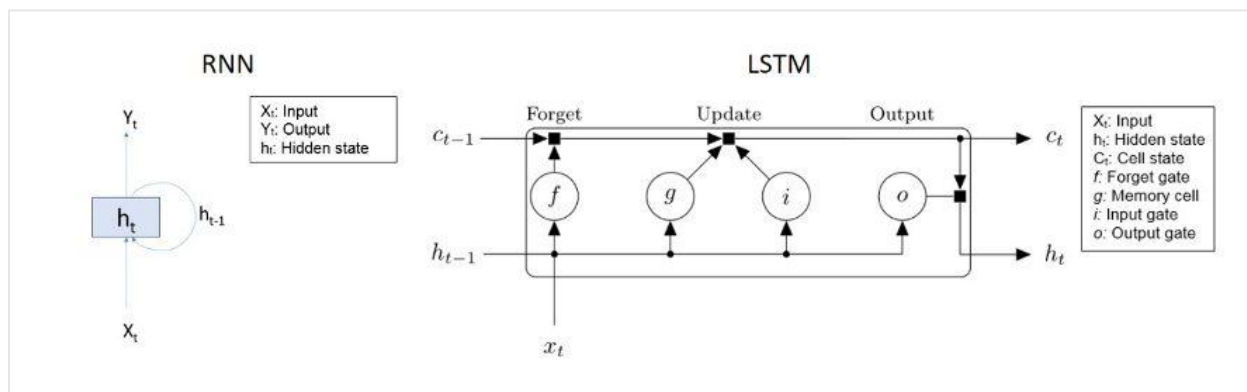 RNN
Yₜ
hₜ
hₜ₋₁
Xₜ
Xₜ: Input
Yₜ: Output
hₜ: Hidden state
LSTM
Forget Update Output
cₜ₋₁
cₜ
f
g
i
o
hₜ₋₁
hₜ
xₜ
Xₜ: Input
hₜ: Hidden state
Cₜ: Cell state
f: Forget gate
g: Memory cell
i: Input gate
o: Output gate